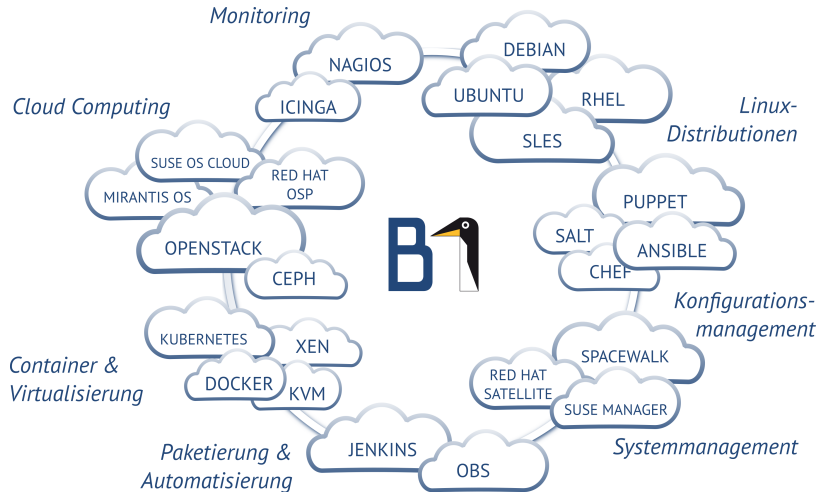 Monitoring
NAGIOS
ICINGA
DEBIAN
UBUNTU
RHEL
SLES
Linux-
Distributionen
Cloud Computing
SUSE OS CLOUD
MIRANTIS OS
RED HAT
OSP
OPENSTACK
CEPH
B1
PUPPET
SALT
ANSIBLE
CHEF
Konfigurations-
management
KUBERNETES
XEN
DOCKER
KVM
Container &
Virtualisierung
SPACEWALK
RED HAT
SATELLITE
SUSE MANAGER
Systemmanagement
JENKINS
OBS
Paketierung &
Automatisierung